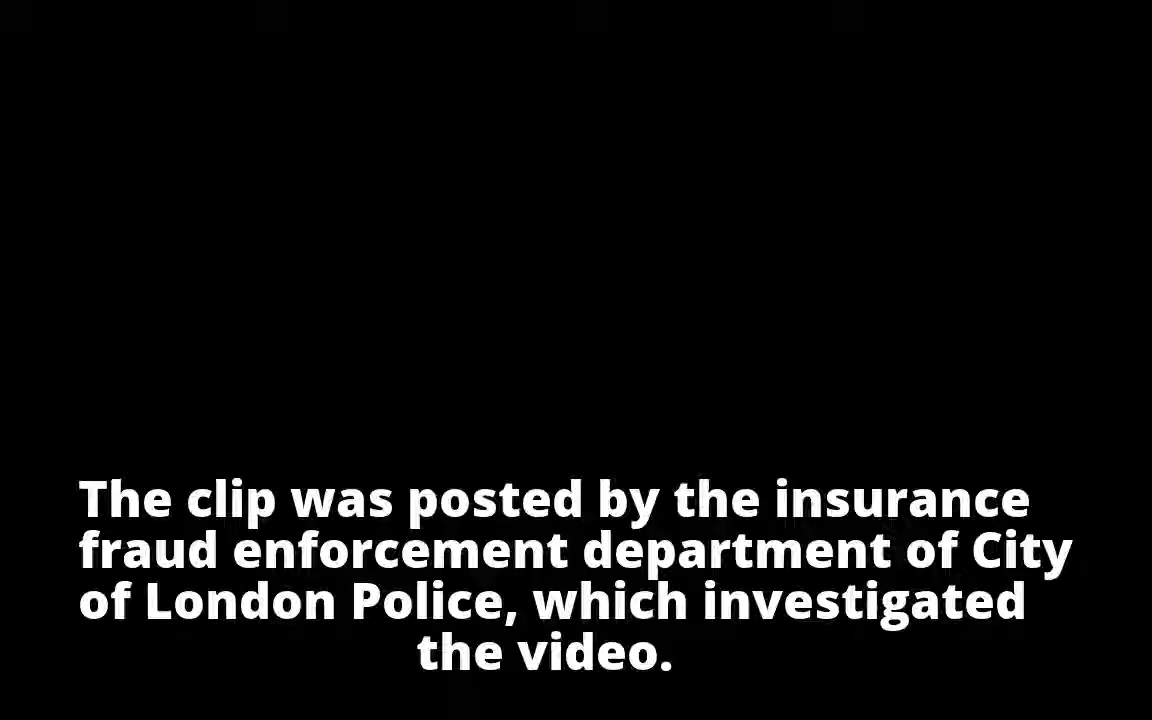 The clip was posted by the insurance
fraud enforcement department of City
of London Police, which investigated
the video.